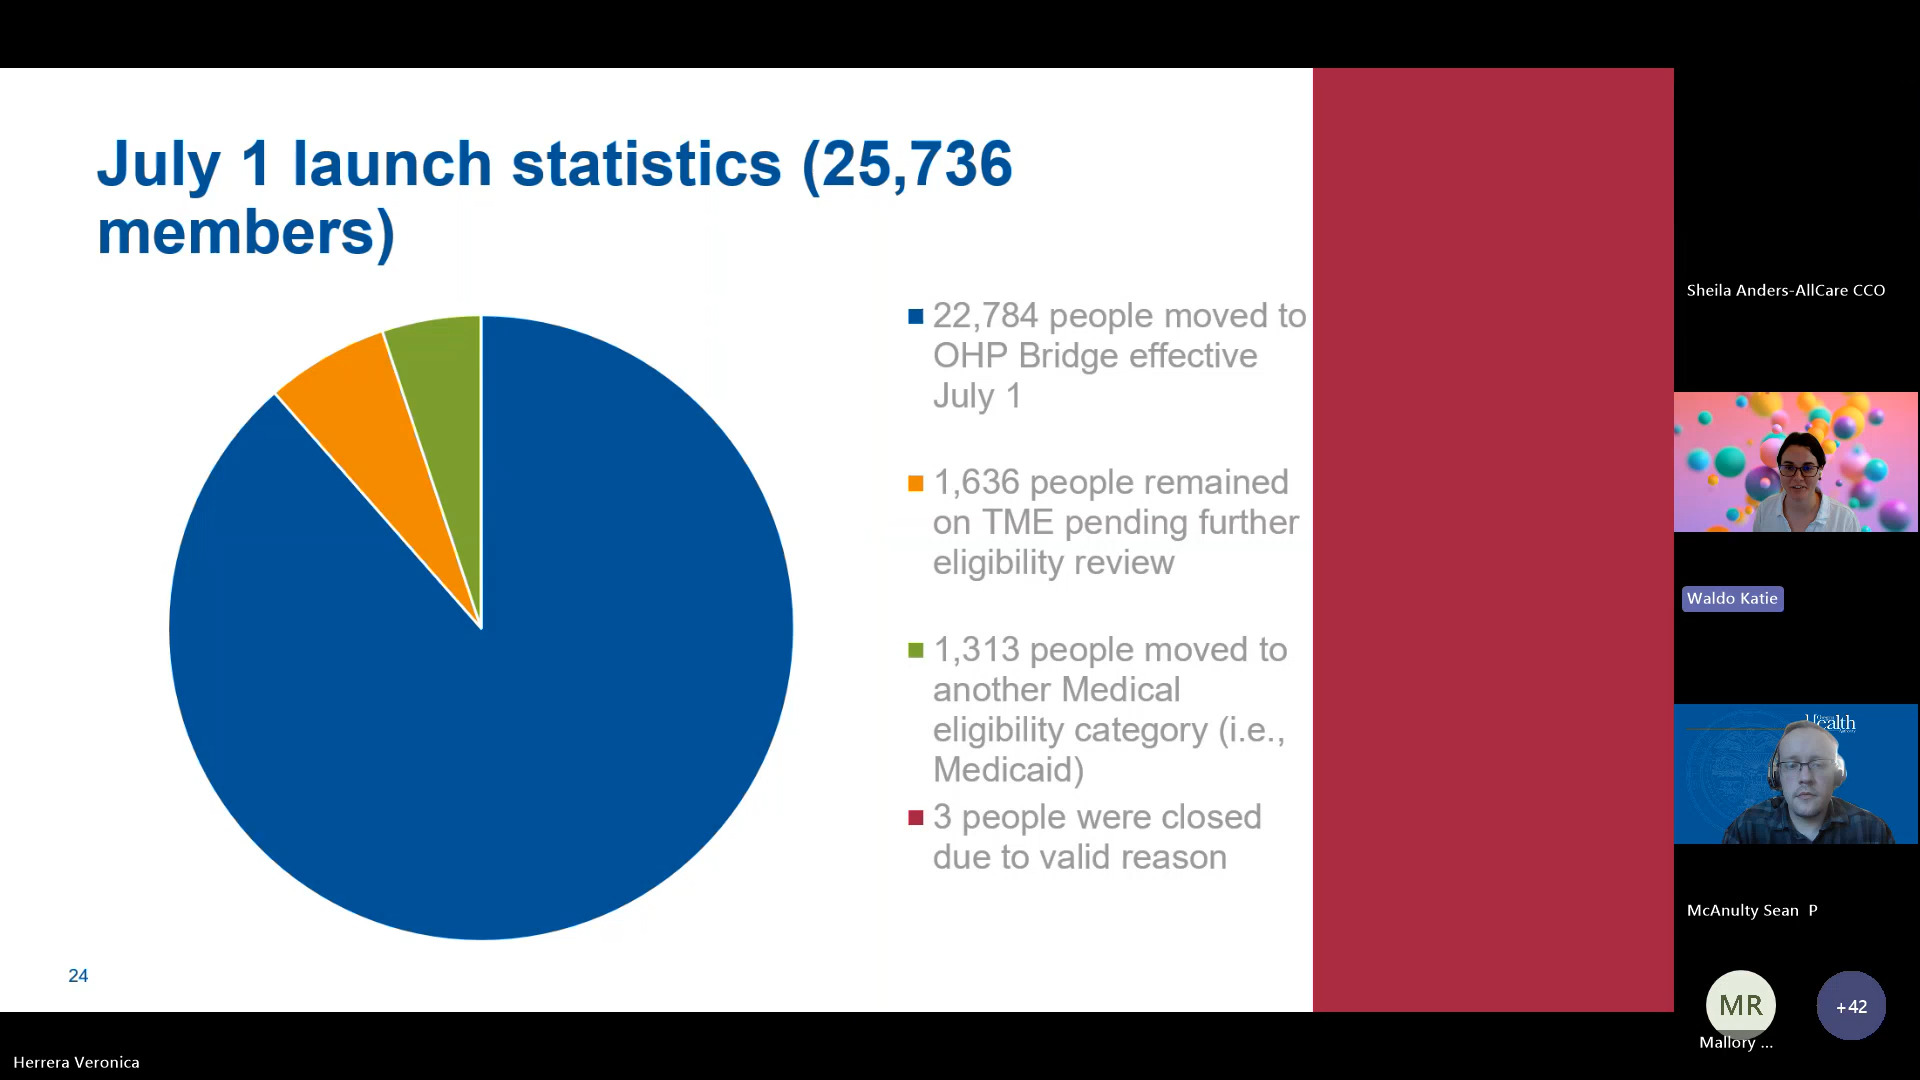 July 1 launch statistics (25,736
members)
22,784 people moved to
OHP Bridge effective
July 1
1,636 people remained
on TME pending further
eligibility review
1,313 people moved to
another Medical
eligibility category (i.e.,
Medicaid)
3 people were closed
due to valid reason
24
Sheila Anders-AllCare CCO
Waldo Katie
Health
McAnulty Sean P
MR
+42
Mallory ...
Herrera Veronica